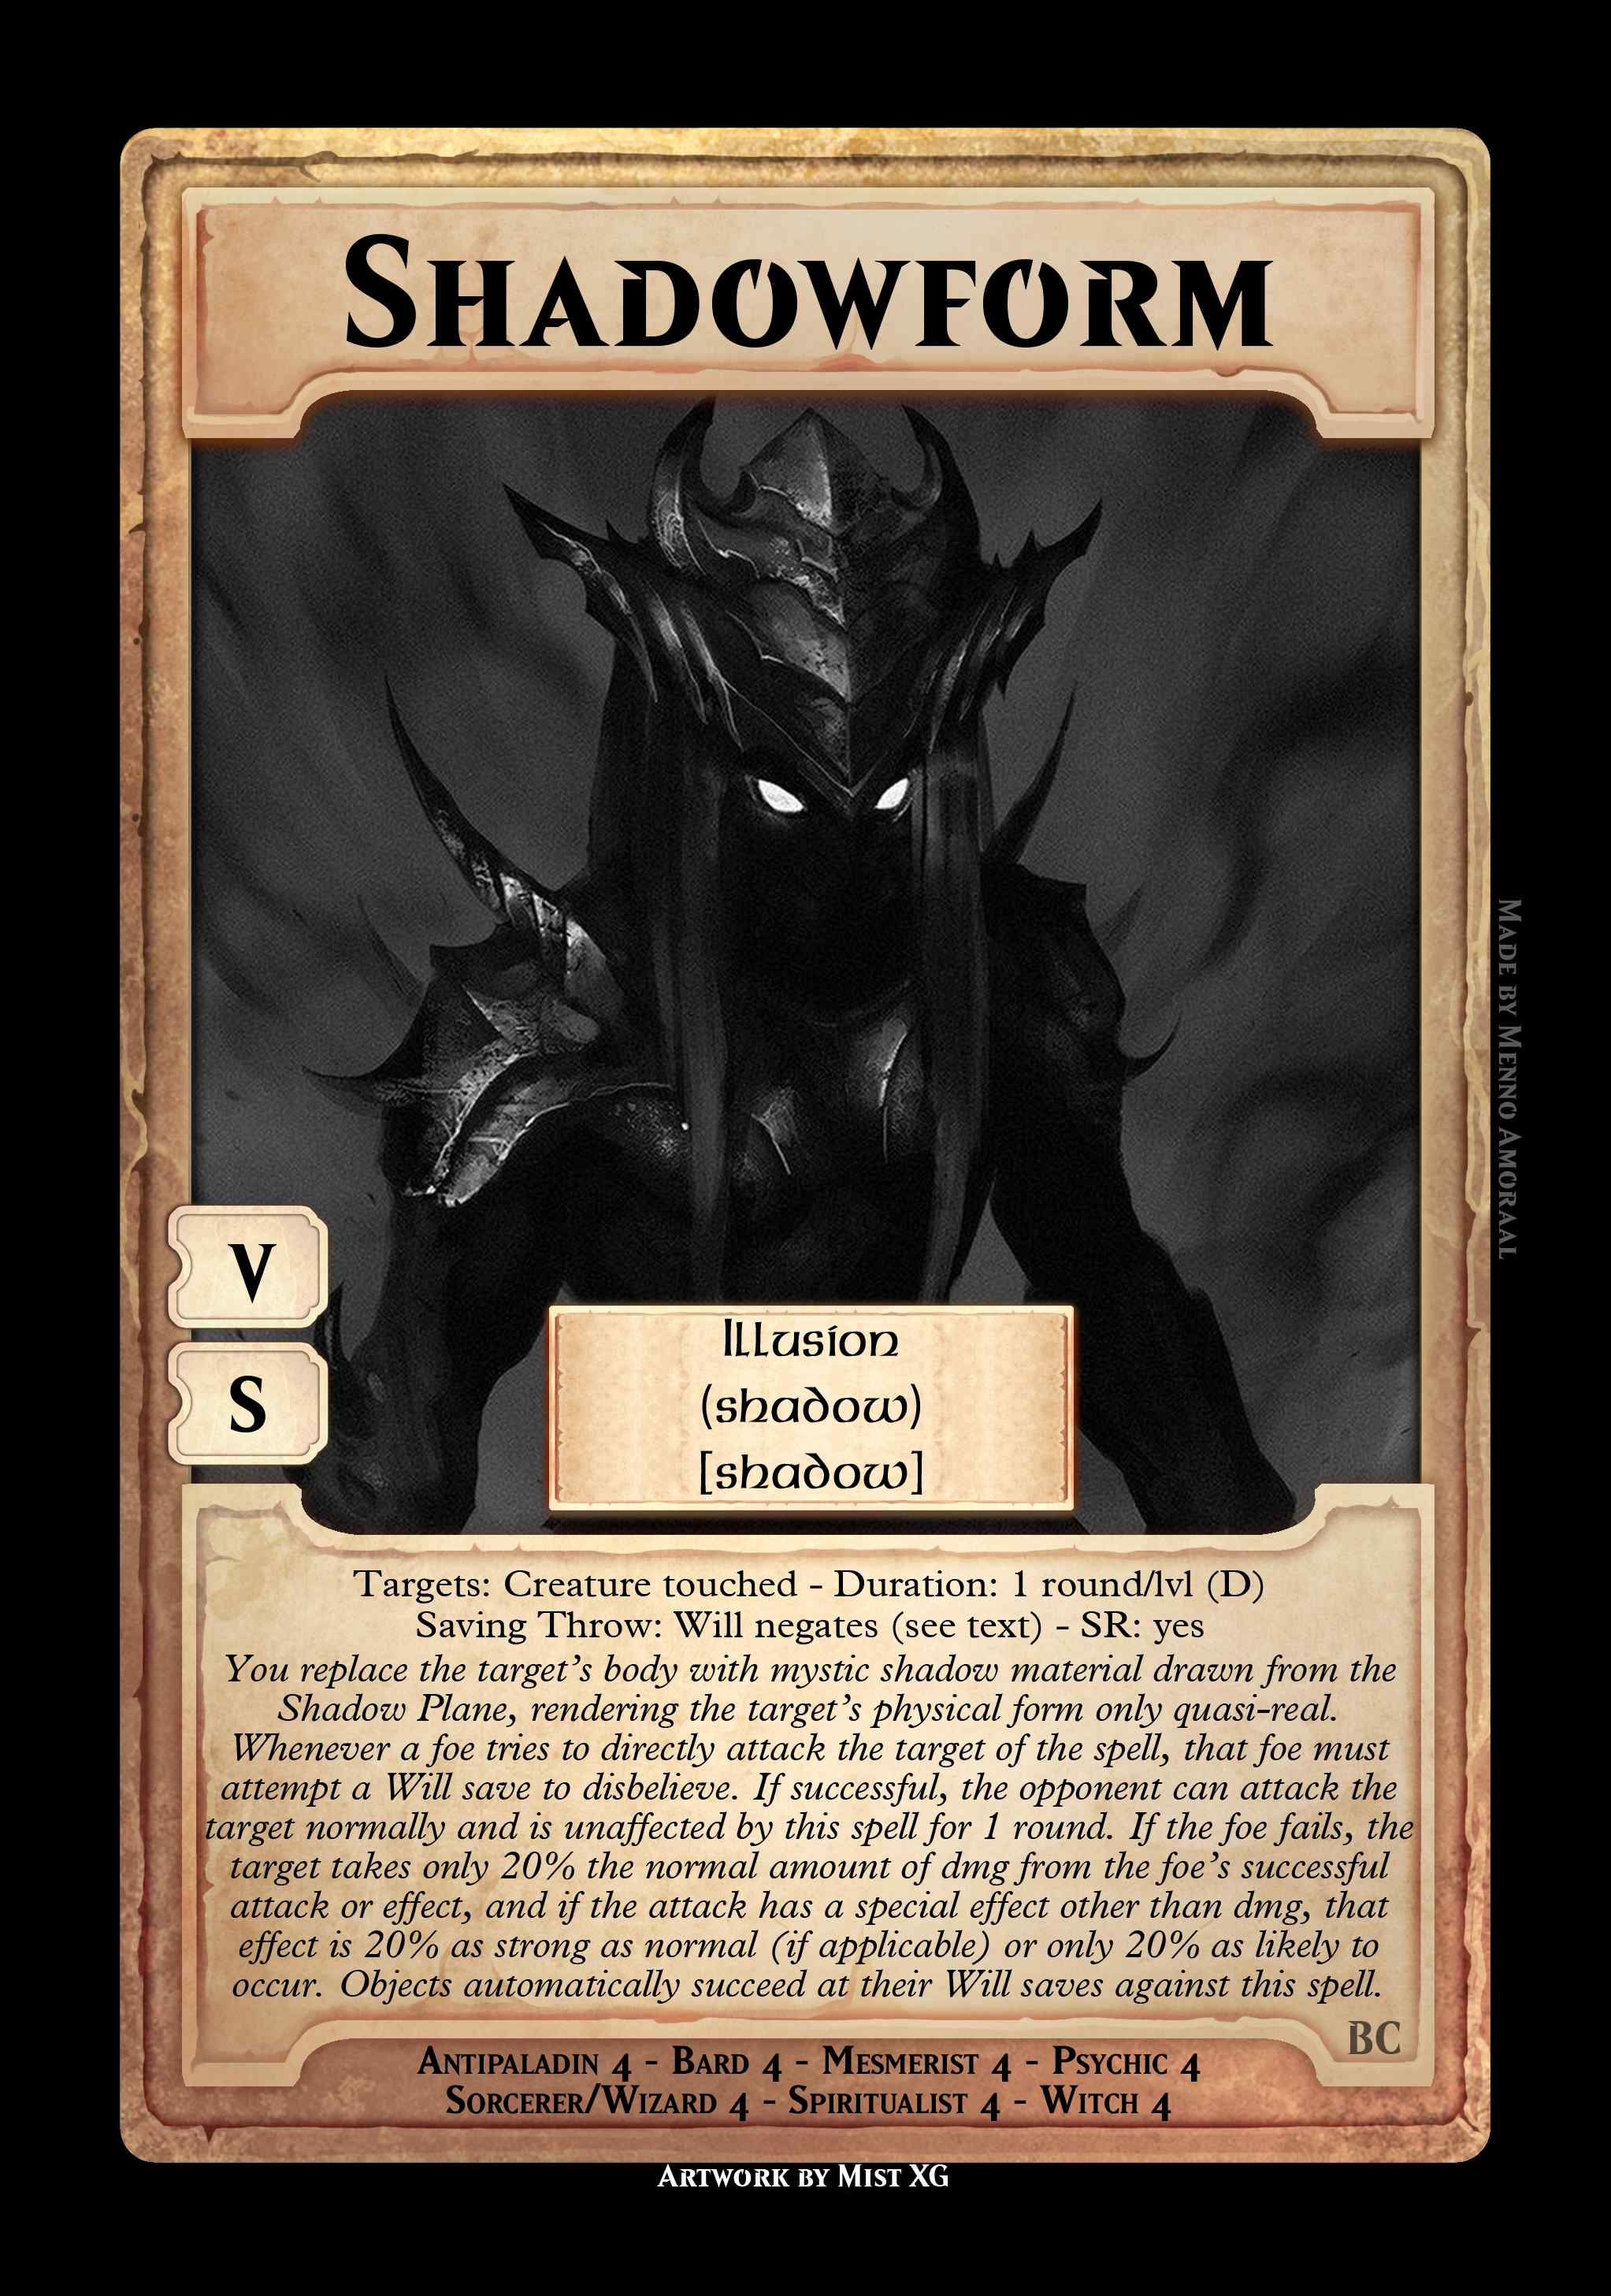 Shadowform
V
S
Illusion
(shadow)
[shadow]
Targets: Creature touched - Duration: 1 round/lvl (D)
Saving Throw: Will negates (see text) - SR: yes
You replace the target's body with mystic shadow material drawn from the
Shadow Plane, rendering the target's physical form only quasi-real.
Whenever a foe tries to directly attack the target of the spell, that foe must
attempt a Will save to disbelieve. If successful, the opponent can attack the
target normally and is unaffected by this spell for 1 round. If the foe fails, the
target takes only 20% the normal amount of dmg from the foe's successful
attack or effect, and if the attack has a special effect other than dmg, that
effect is 20% as strong as normal (if applicable) or only 20% as likely to
occur. Objects automatically succeed at their Will saves against this spell.
BC
Antipaladin 4 - Bard 4 - Mesmerist 4 - Psychic 4
Sorcerer/Wizard 4 - Spiritualist 4 - Witch 4
Artwork by Mist XG
Made by Menno Amoraal